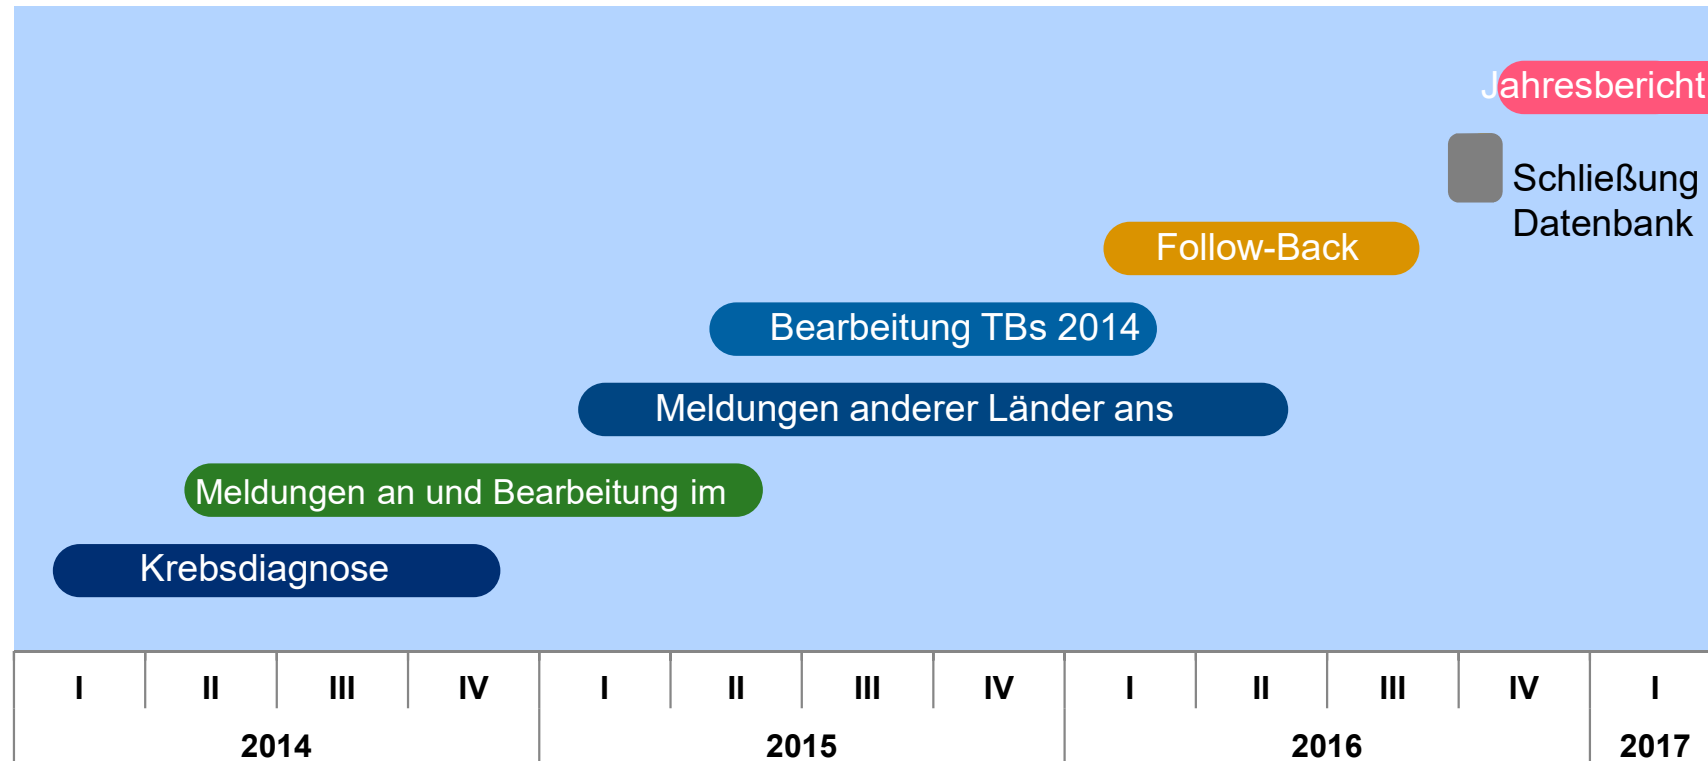 Jahresbericht
Schließung
Datenbank
Follow-Back
Bearbeitung TBs 2014
Meldungen anderer Länder ans
Meldungen an und Bearbeitung im
Krebsdiagnose
I II III IV I II III IV I II III IV I
2014 2015 2016 2017